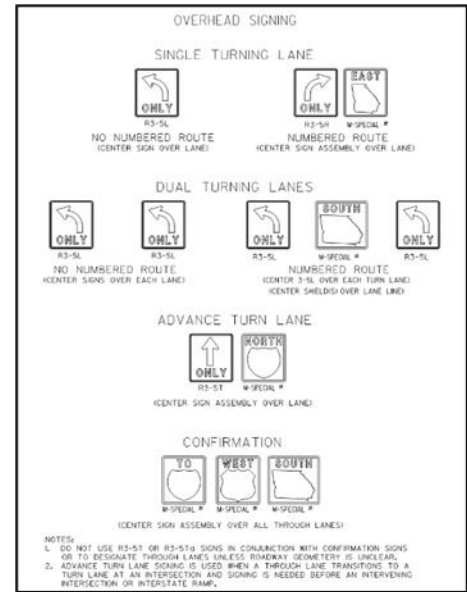 OVERHEAD SIGNING
SINGLE TURNING LANE
ONLY
R3-5L
NO NUMBERED ROUTE
(CENTER SIGN OVER LANE)
ONLY EAST
R3-5R M-SPECIAL *
NUMBERED ROUTE
(CENTER SIGN ASSEMBLY OVER LANE)
DUAL TURNING LANES
ONLY ONLY
R3-5L R3-5L
NO NUMBERED ROUTE
(CENTER SIGNS OVER EACH LANE)
ONLY SOUTH ONLY
R3-5L M-SPECIAL * R3-5L
NUMBERED ROUTE
(CENTER 3-5L OVER EACH TURN LANE)
(CENTER SHIELD(S) OVER LANE LINE)
ADVANCE TURN LANE
ONLY NORTH
R3-5T M-SPECIAL *
(CENTER SIGN ASSEMBLY OVER LANE)
CONFIRMATION
TO WEST SOUTH
M-SPECIAL * M-SPECIAL * M-SPECIAL *
(CENTER SIGN ASSEMBLY OVER ALL THROUGH LANES)
NOTES:
1. DO NOT USE R3-5T OR R3-5Ta SIGNS IN CONJUNCTION WITH CONFIRMATION SIGNS
OR TO DESIGNATE THROUGH LANES UNLESS ROADWAY GEOMETRY IS UNCLEAR.
2. ADVANCE TURN LANE SIGNING IS USED WHEN A THROUGH LANE TRANSITIONS TO A
TURN LANE AT AN INTERSECTION AND SIGNING IS NEEDED BEFORE AN INTERVENING
INTERSECTION OR INTERSTATE RAMP.